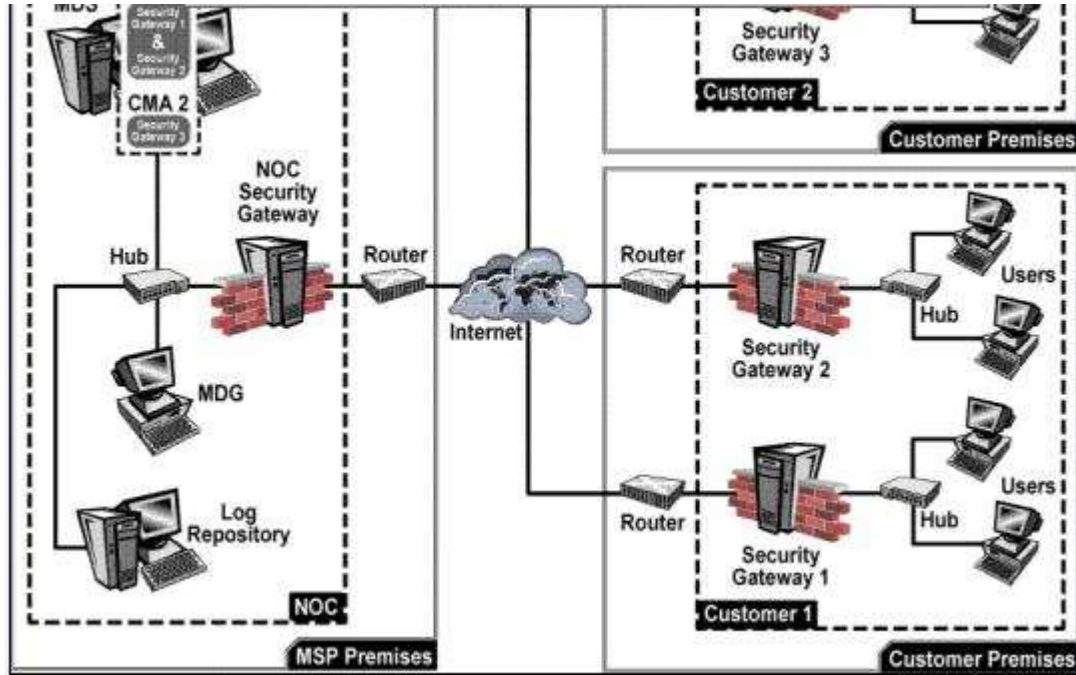 MDS
Security
Gateway 1
&
Security
Gateway 2
CMA 2
Security
Gateway 3
NOC
Security
Gateway
Hub
Router
MDG
Log
Repository
NOC
MSP Premises
Internet
Security
Gateway 3
Customer 2
Customer Premises
Router
Security
Gateway 2
Hub
Users
Router
Security
Gateway 1
Hub
Users
Customer 1
Customer Premises